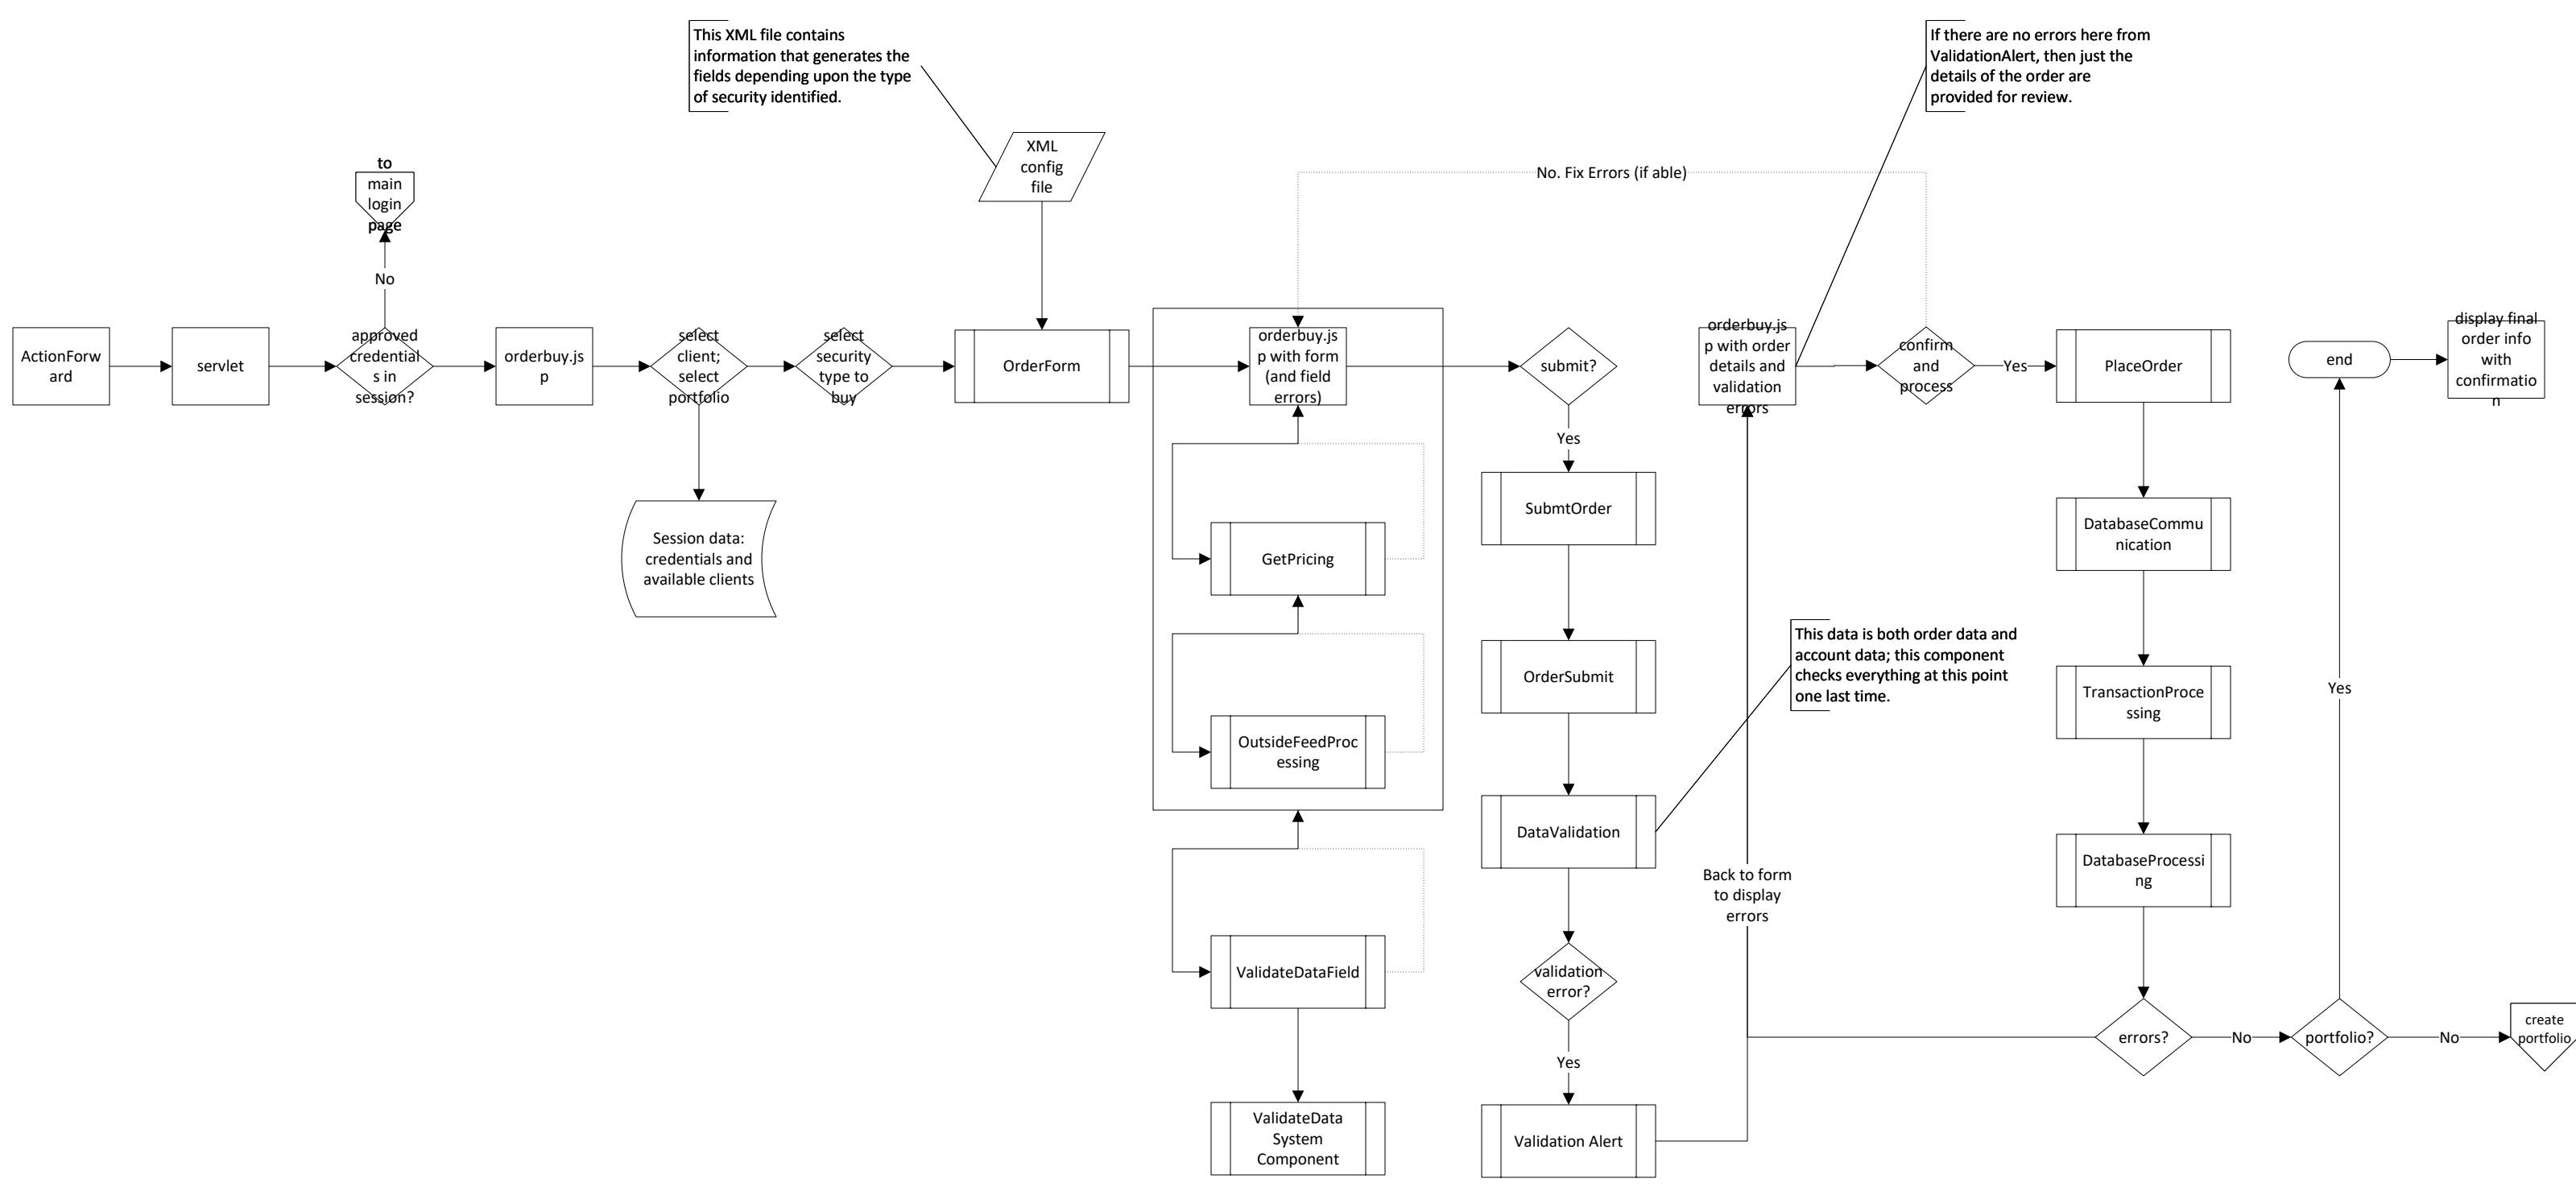 This XML file contains
information that generates the
fields depending upon the type
of security identified.
If there are no errors here from
ValidationAlert, then just the
details of the order are
provided for review.
XML
config
file
to
main
login
page
No. Fix Errors (if able)
No
ActionForw
ard
servlet
approved
credential
s in
session?
orderbuy.js
p
select
client;
select
portfolio
select
security
type to
buy
OrderForm
orderbuy.js
p with form
(and field
errors)
submit?
orderbuy.js
p with order
details and
validation
errors
confirm
and
process
Yes
PlaceOrder
end
display final
order info
with
confirmatio
n
Yes
Session data:
credentials and
available clients
GetPricing
SubmtOrder
DatabaseCommu
nication
OutsideFeedProc
essing
OrderSubmit
This data is both order data and
account data; this component
checks everything at this point
one last time.
TransactionProce
ssing
Yes
DataValidation
Back to form
to display
errors
DatabaseProcessi
ng
ValidateDataField
validation
error?
errors?
No
portfolio?
No
create
portfolio
Yes
ValidateData
System
Component
Validation Alert